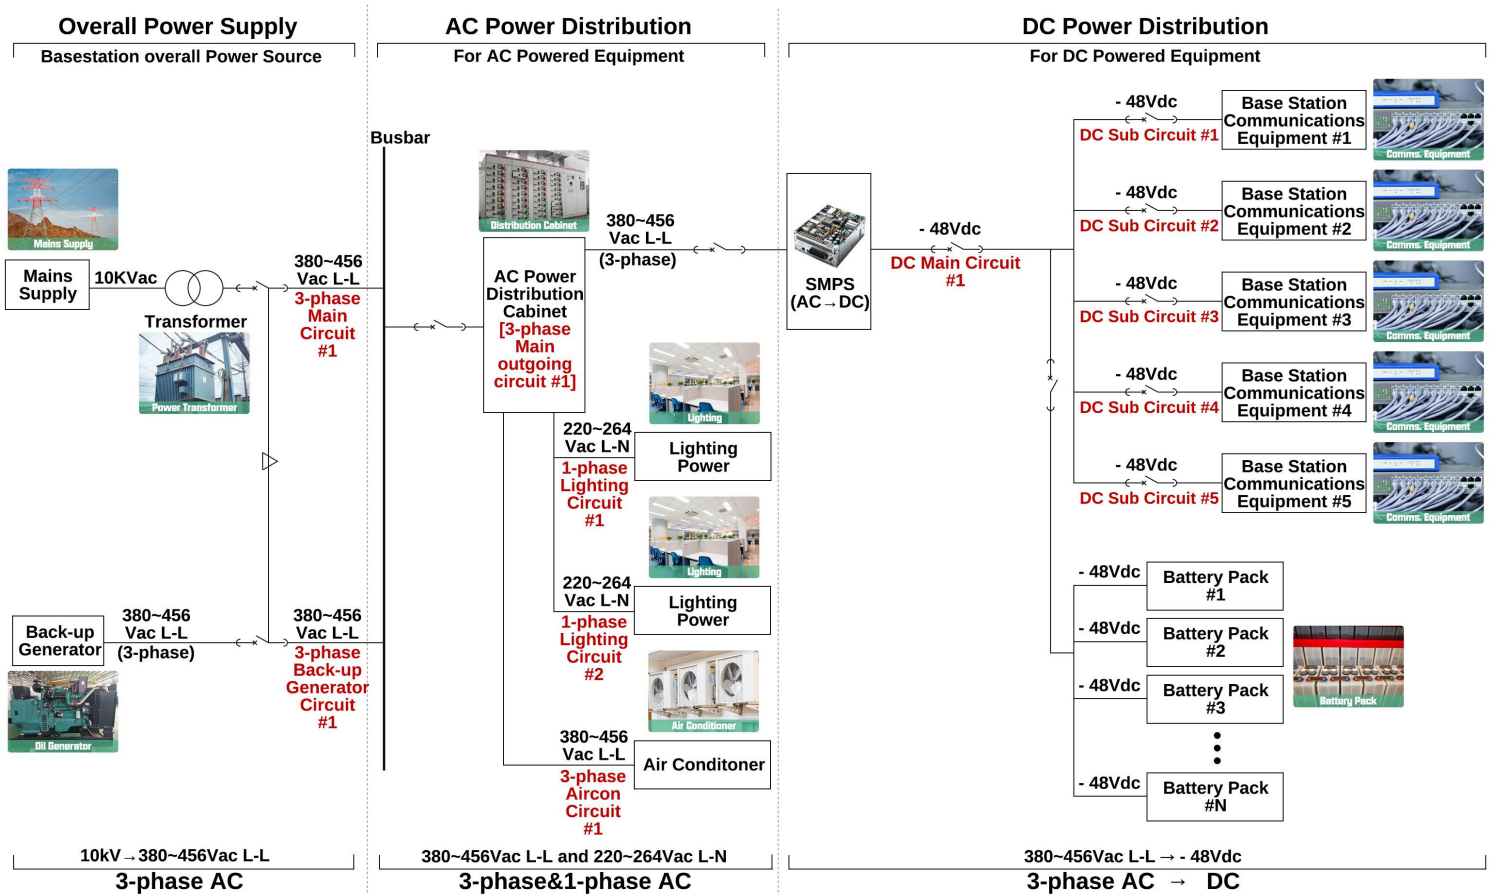 Overall Power Supply
Basestation overall Power Source
AC Power Distribution
For AC Powered Equipment
DC Power Distribution
For DC Powered Equipment
Mains Supply
Mains
Supply
10KVac
Transformer
Power Transformer
380~456
Vac L-L
3-phase
Main
Circuit
#1
Back-up
Generator
380~456
Vac L-L
(3-phase)
Oil Generator
380~456
Vac L-L
3-phase
Back-up
Generator
Circuit
#1
10kV→380~456Vac L-L
3-phase AC
Busbar
Distribution Cabinet
AC Power
Distribution
Cabinet
[3-phase
Main
outgoing
circuit #1]
380~456
Vac L-L
(3-phase)
Lighting
220~264
Vac L-N
1-phase
Lighting
Circuit
#1
Lighting
Power
Lighting
220~264
Vac L-N
1-phase
Lighting
Circuit
#2
Lighting
Power
Air Conditioner
380~456
Vac L-L
3-phase
Aircon
Circuit
#1
Air Conditoner
380~456Vac L-L and 220~264Vac L-N
3-phase&1-phase AC
SMPS
(AC→DC)
- 48Vdc
DC Main Circuit
#1
- 48Vdc
DC Sub Circuit #1
Base Station
Communications
Equipment #1
Comms. Equipment
- 48Vdc
DC Sub Circuit #2
Base Station
Communications
Equipment #2
Comms. Equipment
- 48Vdc
DC Sub Circuit #3
Base Station
Communications
Equipment #3
Comms. Equipment
- 48Vdc
DC Sub Circuit #4
Base Station
Communications
Equipment #4
Comms. Equipment
- 48Vdc
DC Sub Circuit #5
Base Station
Communications
Equipment #5
Comms. Equipment
- 48Vdc
Battery Pack
#1
- 48Vdc
Battery Pack
#2
- 48Vdc
Battery Pack
#3
Battery Pack
- 48Vdc
Battery Pack
#N
380~456Vac L-L → - 48Vdc
3-phase AC → DC